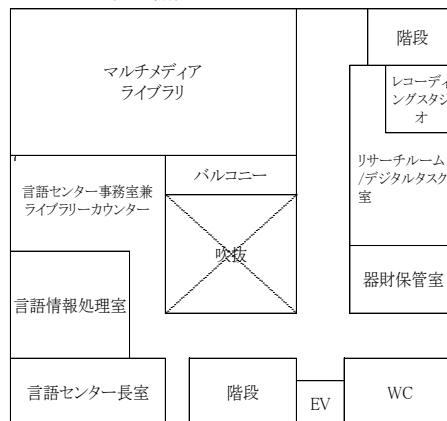 階段
マルチメディア
ライブラリ
レコーディ
ングスタジ
オ
リサーチルーム
/デジタルタスク
室
バルコニー
言語センター事務室兼
ライブラリーカウンター
吹抜
器財保管室
言語情報処理室
言語センター長室
階段
EV
WC